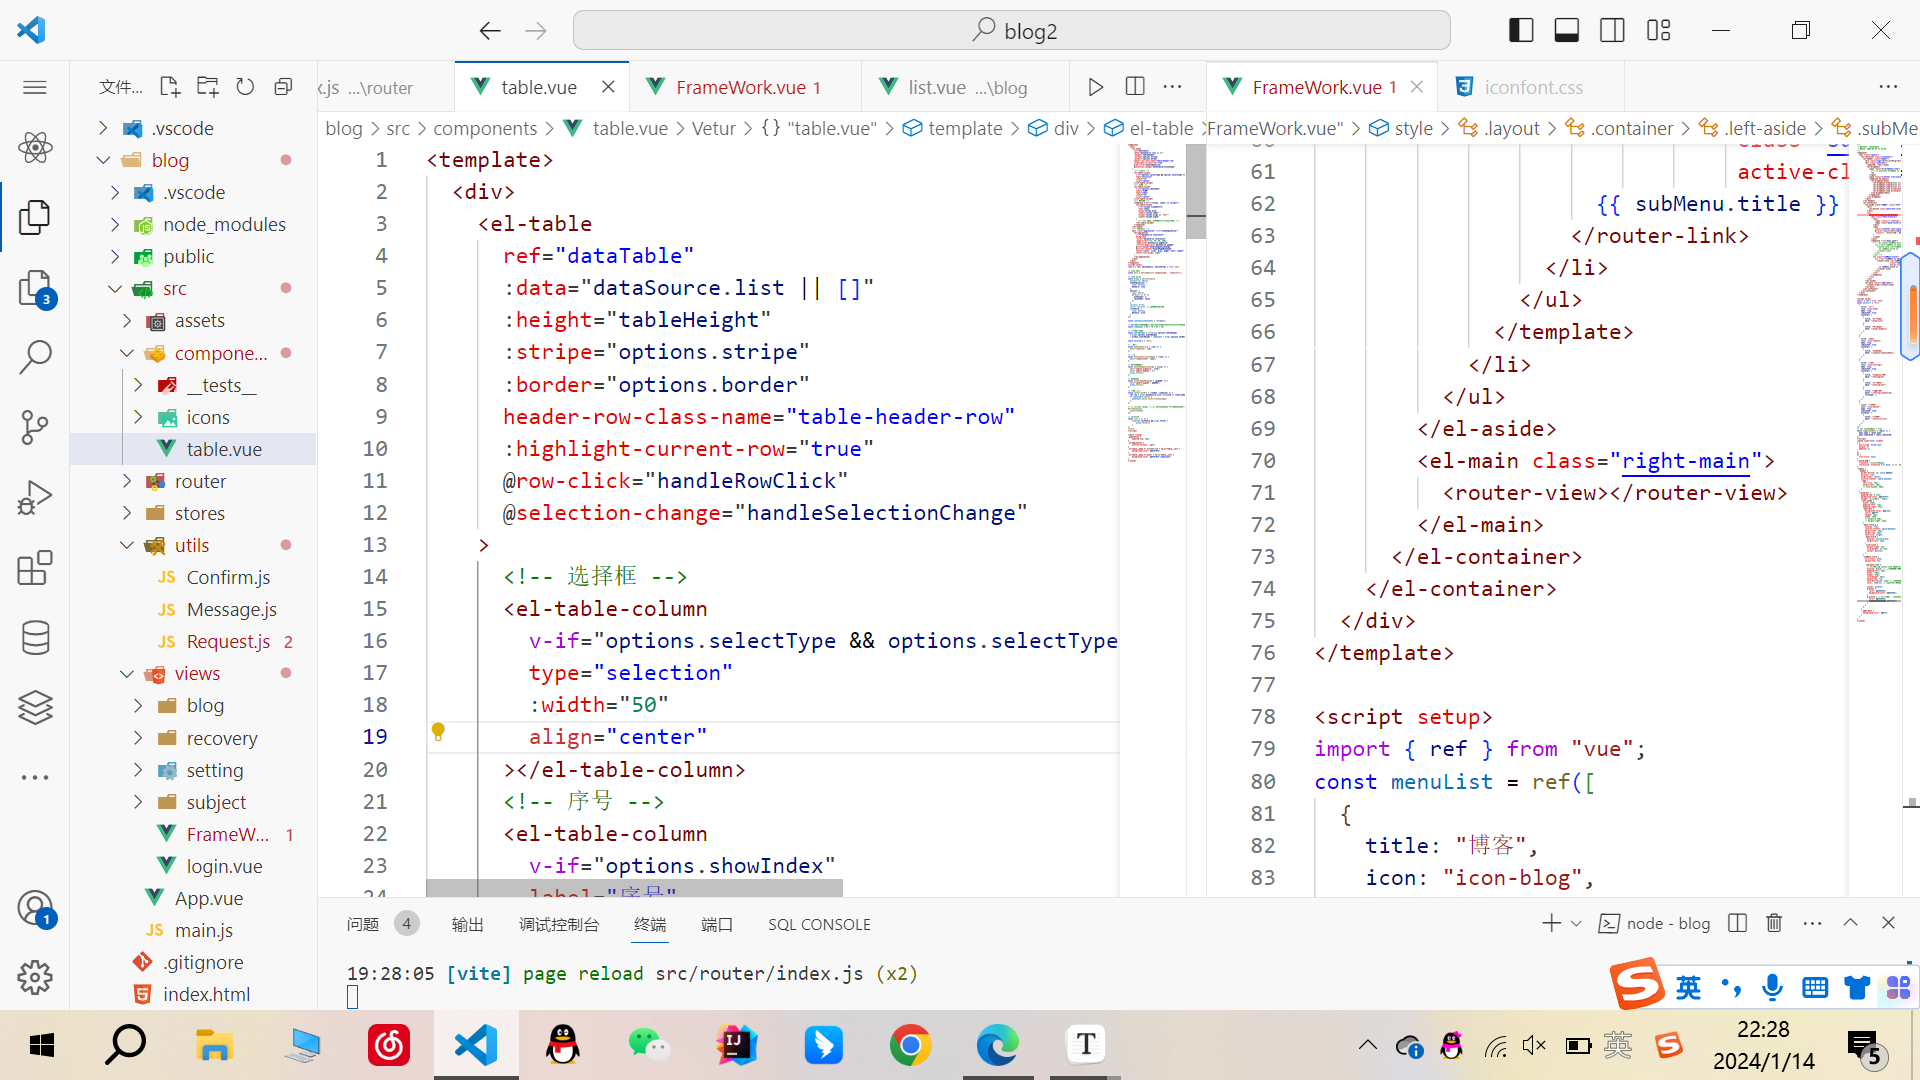 blog2
文件...
.js ...\router
table.vue
FrameWork.vue 1
list.vue ...\blog
FrameWork.vue 1
iconfont.css
blog > src > components > table.vue > Vetur > {} "table.vue" > template > div > el-table
FrameWork.vue" > style > .layout > .container > .left-aside > .subMe
.vscode
blog
.vscode
node_modules
public
src
assets
compone...
__tests__
icons
table.vue
router
stores
utils
JS Confirm.js
JS Message.js
JS Request.js 2
views
blog
recovery
setting
subject
FrameW... 1
login.vue
App.vue
JS main.js
.gitignore
index.html
3
1
1 <template>
2 <div>
3 <el-table
4 ref="dataTable"
5 :data="dataSource.list || []"
6 :height="tableHeight"
7 :stripe="options.stripe"
8 :border="options.border"
9 header-row-class-name="table-header-row"
10 :highlight-current-row="true"
11 @row-click="handleRowClick"
12 @selection-change="handleSelectionChange"
13 >
14 <!-- 选择框 -->
15 <el-table-column
16 v-if="options.selectType && options.selectType
17 type="selection"
18 :width="50"
19 align="center"
20 ></el-table-column>
21 <!-- 序号 -->
22 <el-table-column
23 v-if="options.showIndex"
24 label="序号"
61 active-cl
62 {{ subMenu.title }}
63 </router-link>
64 </li>
65 </ul>
66 </template>
67 </li>
68 </ul>
69 </el-aside>
70 <el-main class="right-main">
71 <router-view></router-view>
72 </el-main>
73 </el-container>
74 </el-container>
75 </div>
76 </template>
77
78 <script setup>
79 import { ref } from "vue";
80 const menuList = ref([
81 {
82 title: "博客",
83 icon: "icon-blog",
问题 4 输出 调试控制台 终端 端口 SQL CONSOLE
node - blog
19:28:05 [vite] page reload src/router/index.js (x2)
英
英
22:28
2024/1/14
5